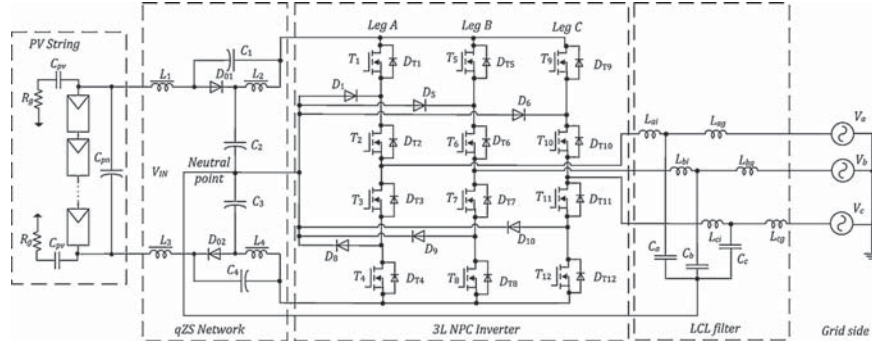 Leg A Leg B Leg C
PV String
C1
T1 DT1 T5 DT5 T9 DT9
Cpv L1 D01 L2
Rg
D1 D5 D6
Lai Lag Va
Cpn C2
T2 DT2 T6 DT6 T10 DT10
VIN Neutral point
Lbi Lbg Vb
C3
T3 DT3 T7 DT7 T11 DT11
Rg
Cpv L3 D02 L4
D8 D9 D10
Lci Lcg Vc
Ca Cb Cc
C4
T4 DT4 T8 DT8 T12 DT12
qZS Network 3L NPC Inverter LCL filter Grid side